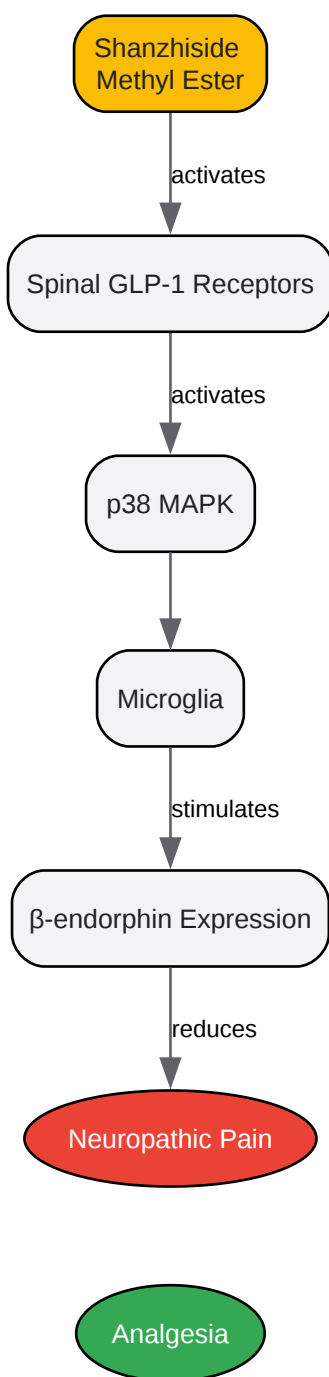 Shanzhiside
Methyl Ester
activates
Spinal GLP-1 Receptors
activates
p38 MAPK
Microglia
stimulates
β-endorphin Expression
reduces
Neuropathic Pain
Analgesia